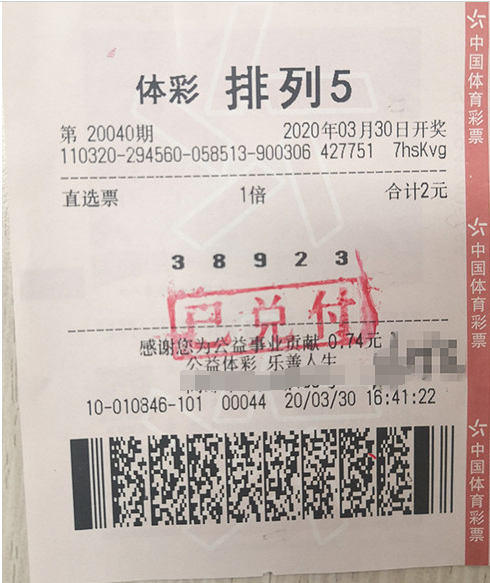 体彩 排列5
第 20040期 2020年03月30日开奖
110320-294560-058513-900306 427751 7hsKvg
直选票 1倍 合计2元
3 8 9 2 3
已兑付
感谢您为公益事业贡献 0.74元
公益体彩 乐善人生
10-010846-101 00044 20/03/30 16:41:22
中国体育彩票
中国体育彩票
中国体育彩票